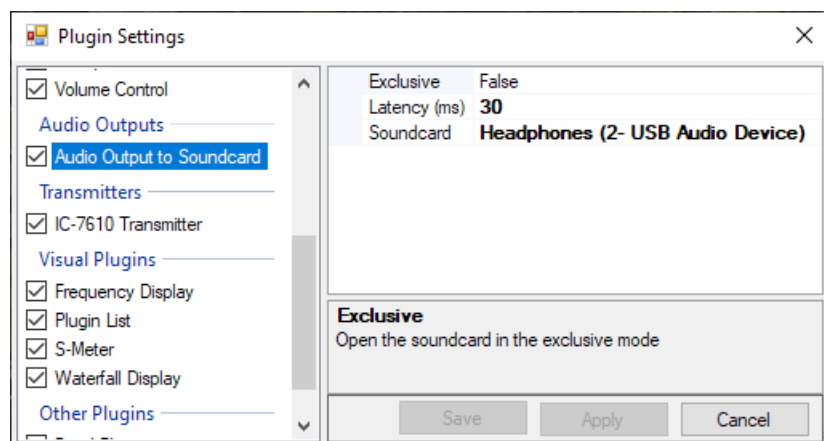 Plugin Settings
Volume Control
Audio Outputs
Audio Output to Soundcard
Transmitters
IC-7610 Transmitter
Visual Plugins
Frequency Display
Plugin List
S-Meter
Waterfall Display
Other Plugins
Exclusive False
Latency (ms) 30
Soundcard Headphones (2- USB Audio Device)
Exclusive
Open the soundcard in the exclusive mode
Save Apply Cancel